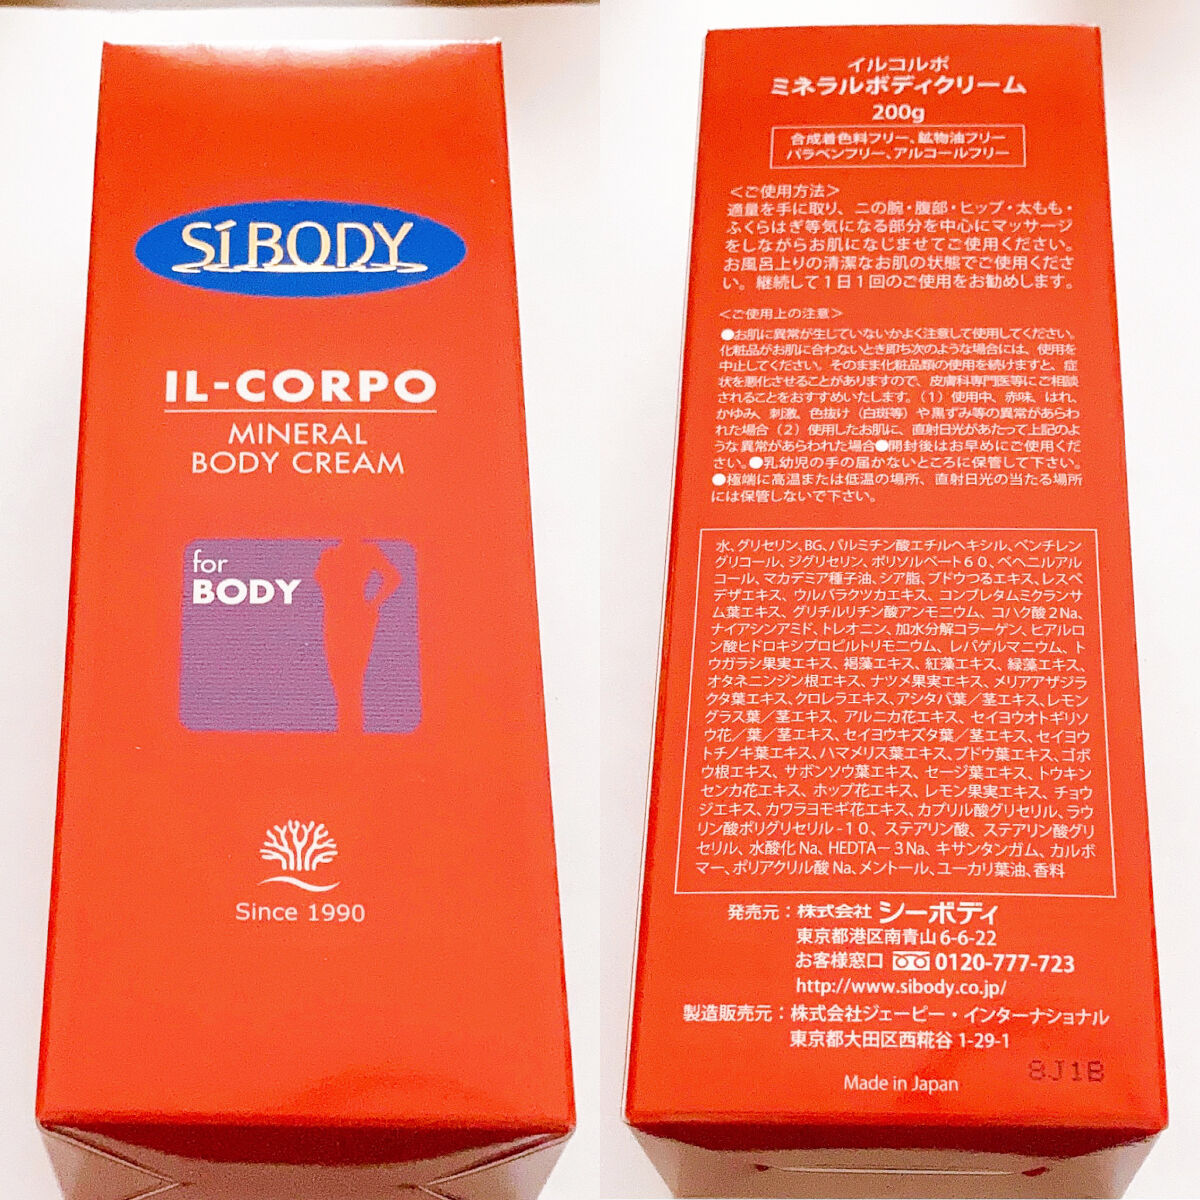 SíBODY
IL-CORPO
MINERAL
BODY CREAM
for
BODY
Since 1990
イルコルポ
ミネラルボディクリーム
200g
合成着色料フリー、鉱物油フリー
パラベンフリー、アルコールフリー
＜ご使用方法＞
適量を手に取り、二の腕・腹部・ヒップ・太もも・
ふくらはぎ等気になる部分を中心にマッサージ
をしながらお肌になじませてご使用ください。
お風呂上りの清潔なお肌の状態でご使用くださ
い。継続して1日1回のご使用をお勧めします。
＜ご使用上の注意＞
●お肌に異常が生じていないかよく注意して使用してください。
化粧品がお肌に合わないとき即ち次のような場合には、使用を
中止してください。そのまま化粧品類の使用を続けますと、症
状を悪化させることがありますので、皮膚科専門医等にご相談
されることをおすすめいたします。（1）使用中、赤味、はれ、
かゆみ、刺激、色抜け（白斑等）や黒ずみ等の異常があらわ
れた場合（2）使用したお肌に、直射日光があたって上記のよ
うな異常があらわれた場合●開封後はお早めにご使用くだ
さい。●乳幼児の手の届かないところに保管して下さい。
●極端に高温または低温の場所、直射日光の当たる場所
には保管しないで下さい。
水、グリセリン、BG、パルミチン酸エチルヘキシル、ペンチレン
グリコール、ジグリセリン、ポリソルベート６０、ベヘニルアル
コール、マカデミア種子油、シア脂、ブドウつるエキス、レスペ
デザエキス、ウルバラクツカエキス、コンブレタムミクランサ
ム葉エキス、グリチルリチン酸アンモニウム、コハク酸２Na、
ナイアシンアミド、トレオニン、加水分解コラーゲン、ヒアルロ
ン酸ヒドロキシプロピルトリモニウム、レパゲルマニウム、ト
ウガラシ果実エキス、褐藻エキス、紅藻エキス、緑藻エキス、
オタネニンジン根エキス、ナツメ果実エキス、メリアアザジラ
クタ葉エキス、クロレラエキス、アシタバ葉／茎エキス、レモン
グラス葉／茎エキス、アルニカ花エキス、セイヨウオトギリソ
ウ花／葉／茎エキス、セイヨウキズタ葉／茎エキス、セイヨウ
トチノキ葉エキス、ハマメリス葉エキス、ブドウ葉エキス、ゴボ
ウ根エキス、サボンソウ葉エキス、セージ葉エキス、トウキン
センカ花エキス、ホップ花エキス、レモン果実エキス、チョウ
ジエキス、カワラヨモギ花エキス、カプリル酸グリセリル、ラウ
リン酸ポリグリセリル-１０、ステアリン酸、ステアリン酸グリ
セリル、水酸化Na、HEDTA－３Na、キサンタンガム、カルボ
マー、ポリアクリル酸Na、メントール、ユーカリ葉油、香料
発売元：株式会社 シーボディ
東京都港区南青山6-6-22
お客様窓口 0120-777-723
http://www.sibody.co.jp/
製造販売元：株式会社ジェーピー・インターナショナル
東京都大田区西糀谷1-29-1
Made in Japan
8J1B